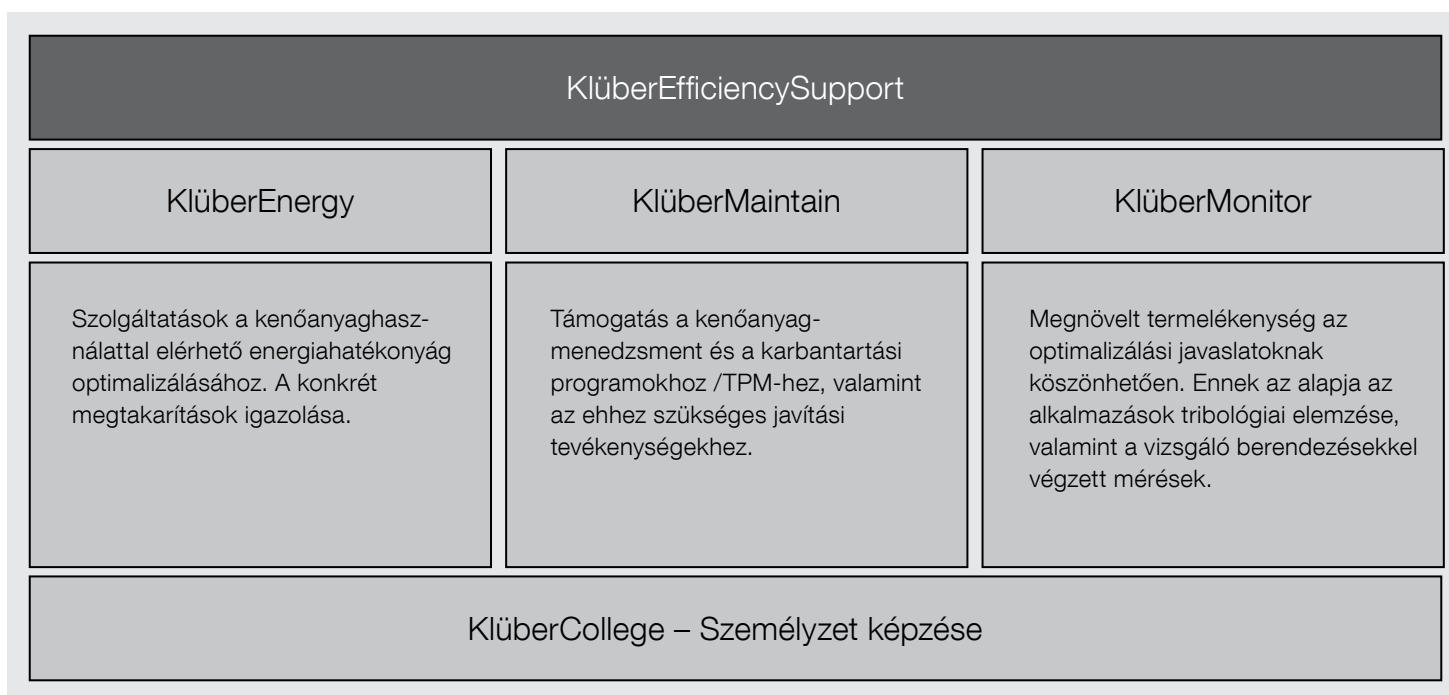 KlüberEfficiencySupport
KlüberEnergy
KlüberMaintain
KlüberMonitor
Szolgáltatások a kenőanyaghasz-
nálattal elérhető energiahatékonyág
optimalizálásához. A konkrét
megtakarítások igazolása.
Támogatás a kenőanyag-
menedzsment és a karbantartási
programokhoz /TPM-hez, valamint
az ehhez szükséges javítási
tevékenységekhez.
Megnövelt termelékenység az
optimalizálási javaslatoknak
köszönhetően. Ennek az alapja az
alkalmazások tribológiai elemzése,
valamint a vizsgáló berendezésekkel
végzett mérések.
KlüberCollege – Személyzet képzése